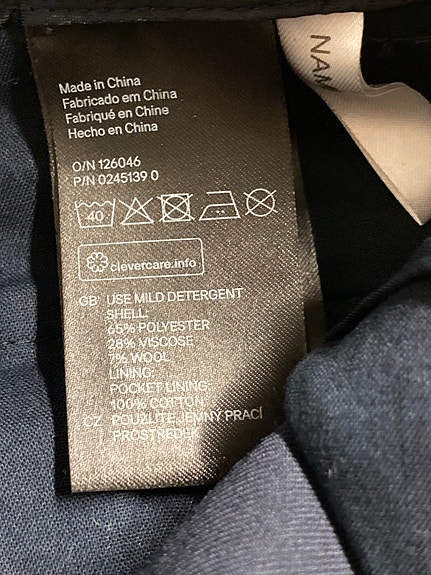 Made in China
Fabricado em China
Fabriqué en Chine
Hecho en China
O/N 126046
P/N 0245139 0
40
clevercare.info
GB USE MILD DETERGENT
SHELL:
65% POLYESTER
28% VISCOSE
7% WOOL
LINING:
POCKET LINING:
100% COTTON
CZ POUŽIJTE JEMNÝ PRACÍ
PROSTŘEDEK
NAM